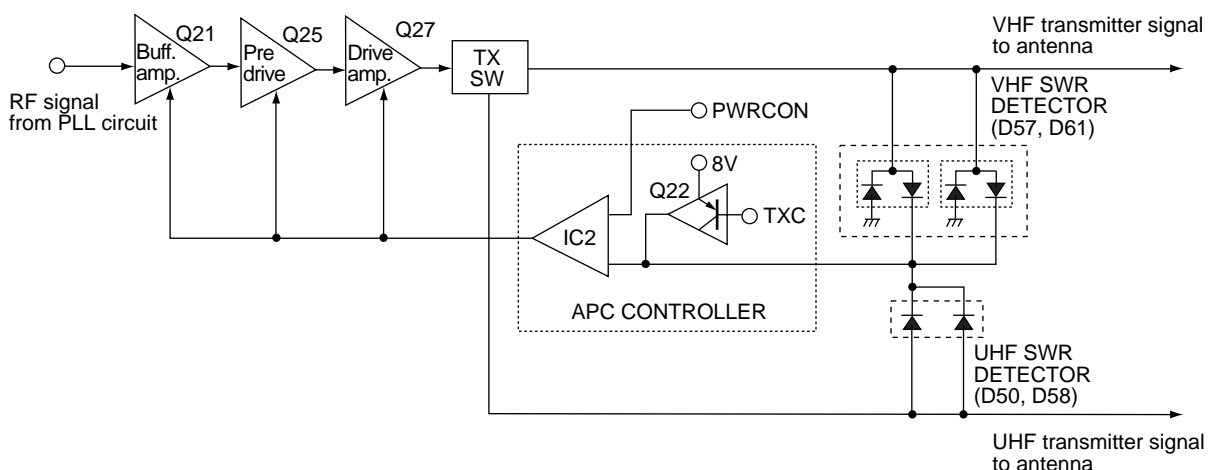 Buff.
amp.
Q21
Pre
drive
Q25
Drive
amp.
Q27
TX
SW
VHF transmitter signal
to antenna
RF signal
from PLL circuit
PWRCON
VHF SWR
DETECTOR
(D57, D61)
8V
Q22
TXC
IC2
APC CONTROLLER
UHF SWR
DETECTOR
(D50, D58)
UHF transmitter signal
to antenna